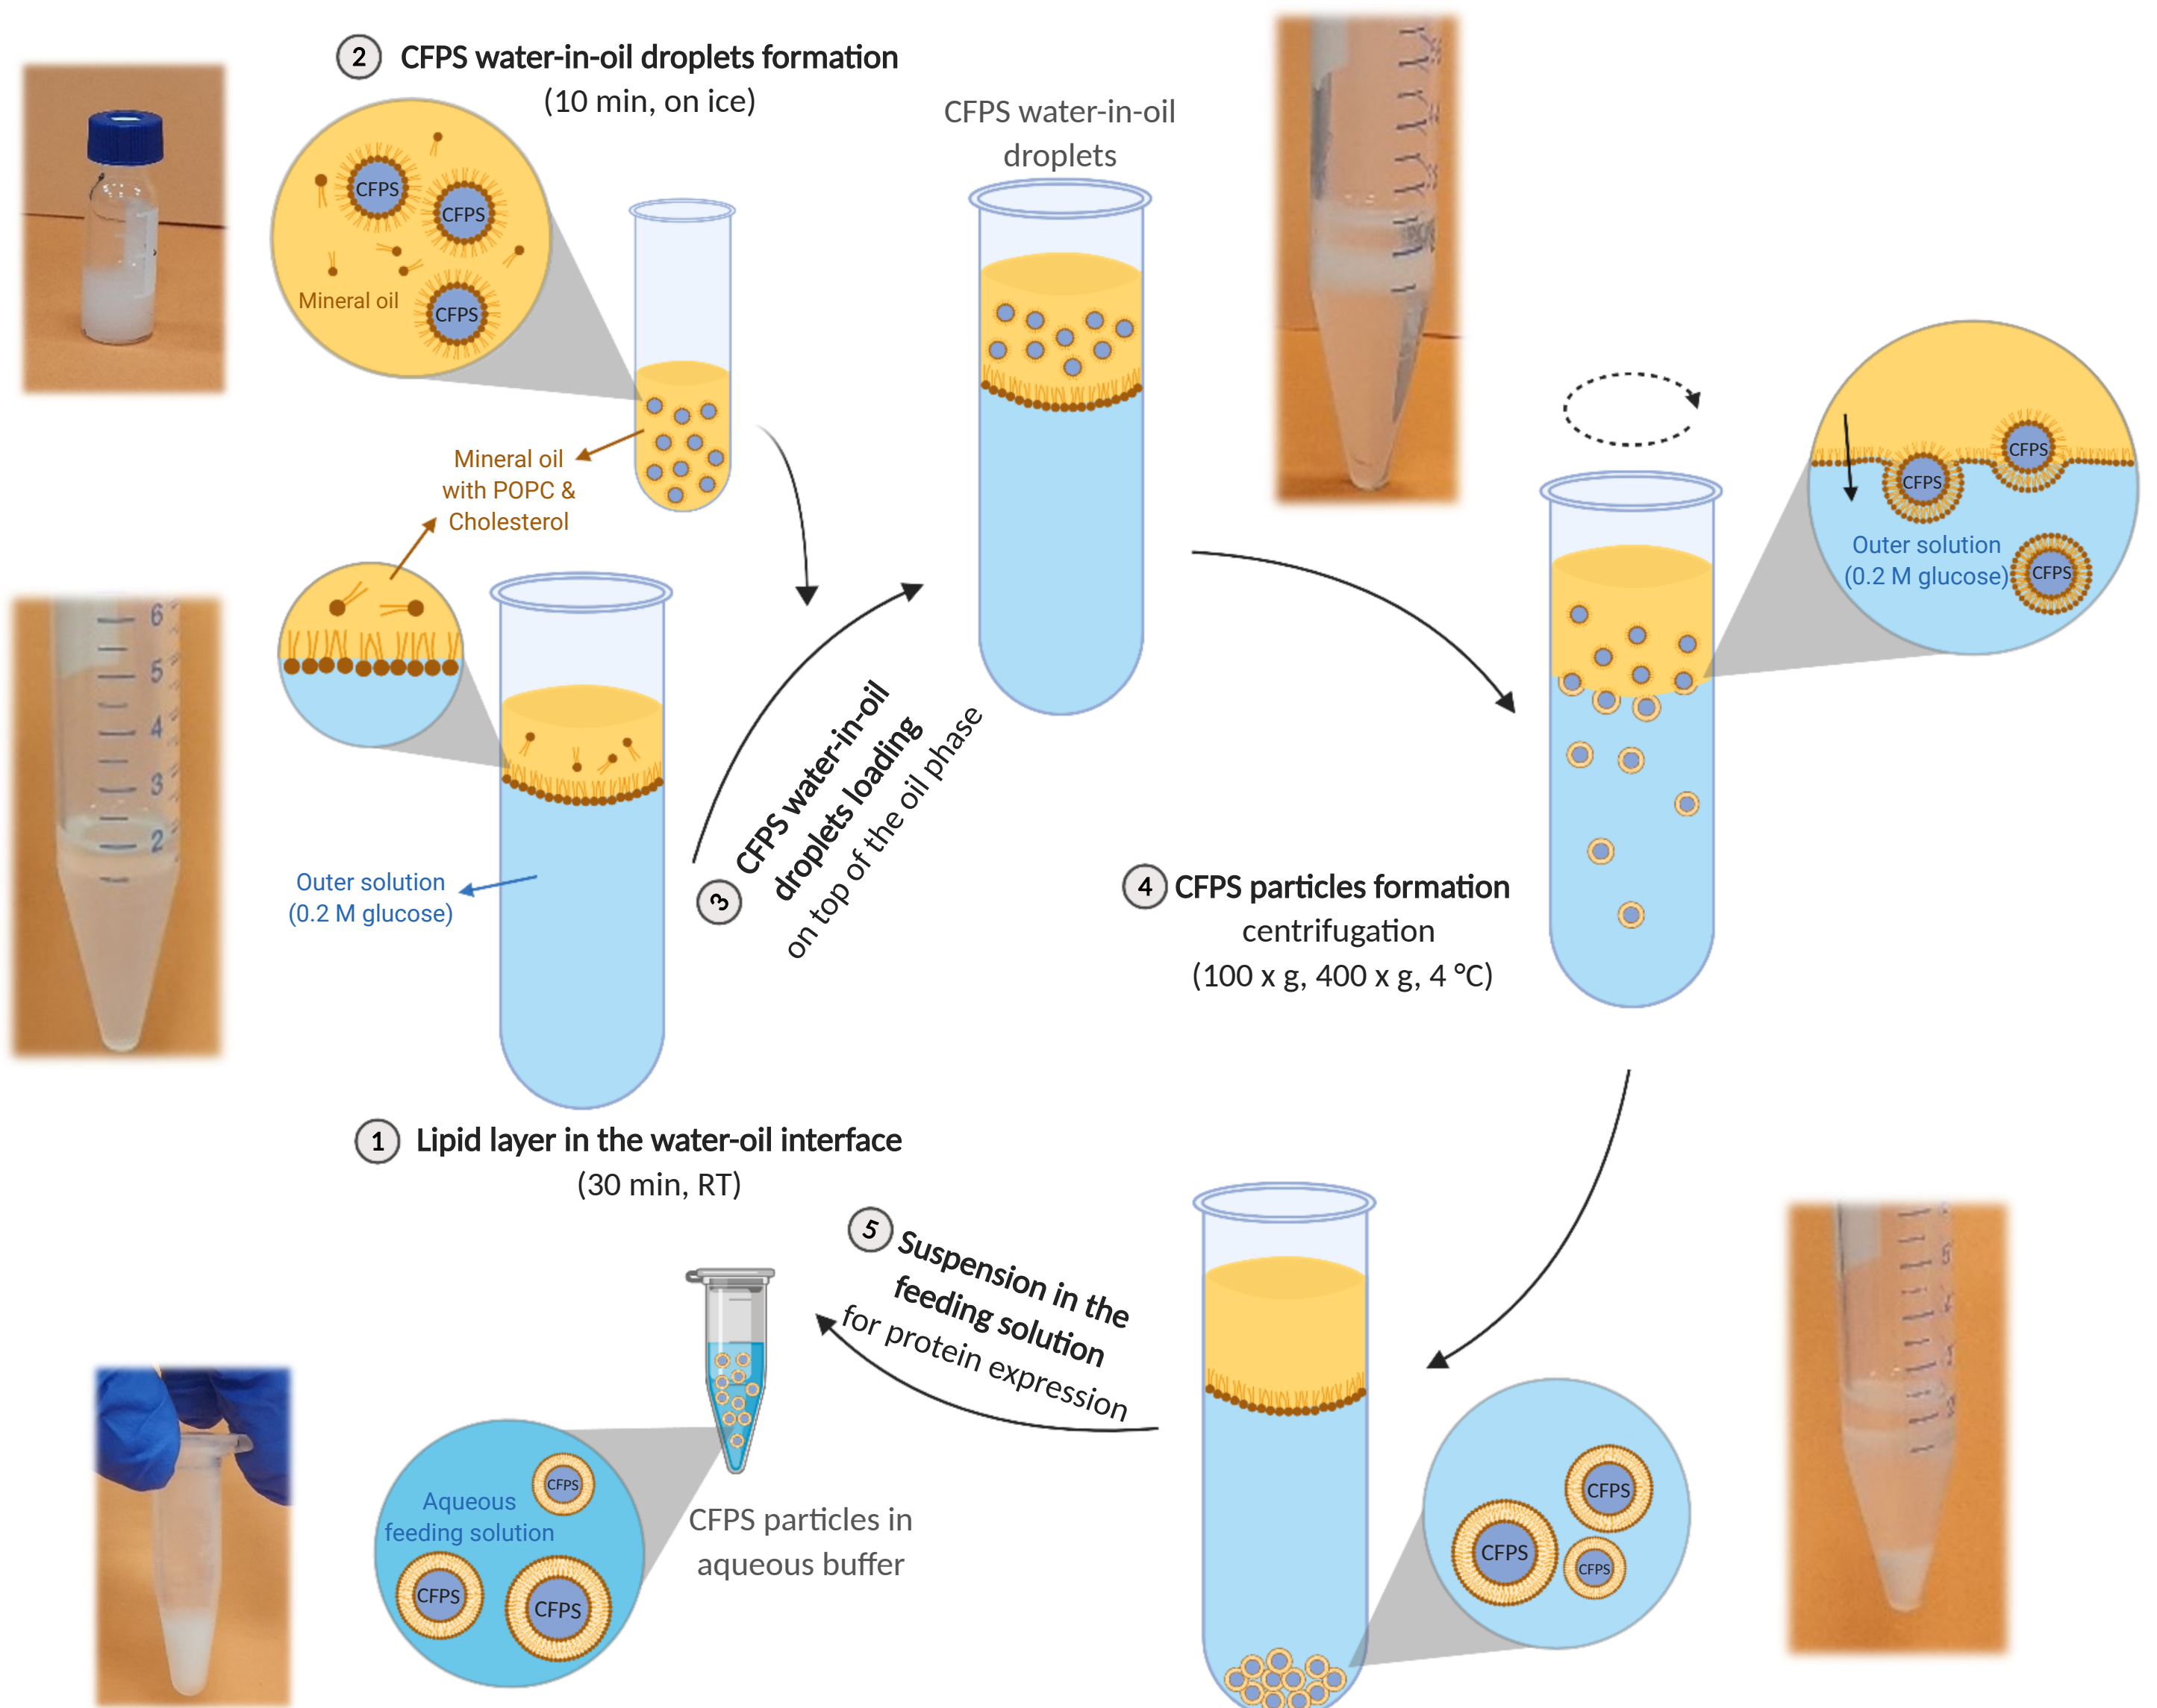 2 CFPS water-in-oil droplets formation
(10 min, on ice)
CFPS
CFPS
CFPS
Mineral oil
Mineral oil
with POPC &
Cholesterol
CFPS water-in-oil
droplets
CFPS
CFPS
Outer solution
(0.2 M glucose)
CFPS
6
5
4
3
2
Outer solution
(0.2 M glucose)
3 CFPS water-in-oil
droplets loading
on top of the oil phase
4 CFPS particles formation
centrifugation
(100 x g, 400 x g, 4 °C)
1 Lipid layer in the water-oil interface
(30 min, RT)
5 Suspension in the
feeding solution
for protein expression
CFPS
Aqueous
feeding solution
CFPS
CFPS
CFPS particles in
aqueous buffer
CFPS
CFPS
CFPS